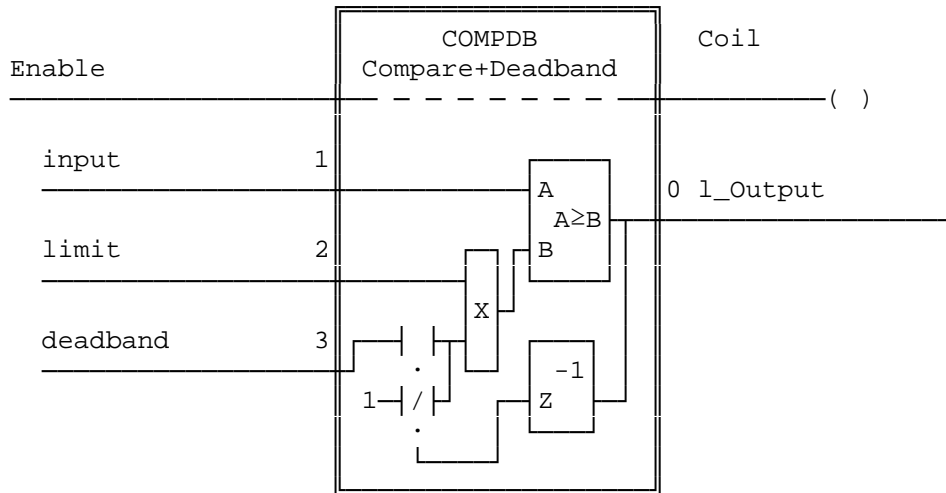 COMPDB Coil
Enable Compare+Deadband
( )
input 1
A
0 l_Output
A≥B
limit 2 B
X
deadband 3
-1
1 / Z